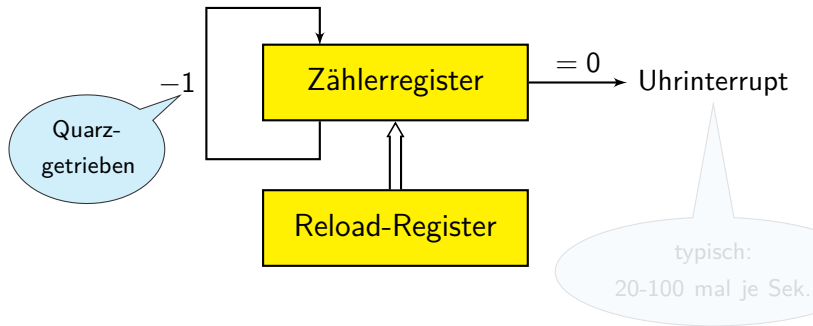 −1
Quarz-
getrieben
Zählerregister
= 0
Uhrinterrupt
Reload-Register
typisch:
20-100 mal je Sek.